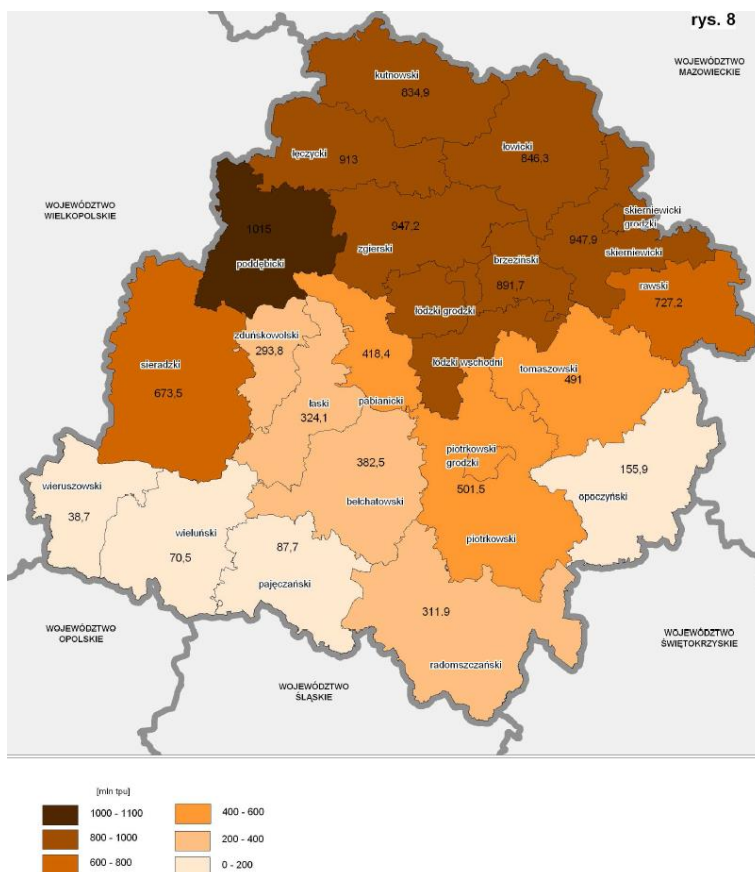 rys. 8
WOJEWÓDZTWO
MAZOWIECKIE
kutnowski
834,9
łęczycki
913
łowicki
846,3
WOJEWÓDZTWO
WIELKOPOLSKIE
1015
poddębicki
947,2
zgierski
skierniewicki
grodzki
947,9
skierniewicki
brzeziński
891,7
łódzki grodzki
rawski
727,2
zduńskowolski
293,8
418,4
łódzki wschodni
tomaszowski
491
sieradzki
673,5
łaski
324,1
pabianicki
382,5
bełchatowski
piotrkowski
grodzki
501.5
piotrkowski
155,9
opoczyński
wieruszowski
38,7
wieluński
70,5
87,7
pajęczański
311.9
radomszczański
WOJEWÓDZTWO
OPOLSKIE
WOJEWÓDZTWO
ŚLĄSKIE
WOJEWÓDZTWO
ŚWIĘTOKRZYSKIE
[mln tpu]
1000 - 1100
800 - 1000
600 - 800
400 - 600
200 - 400
0 - 200